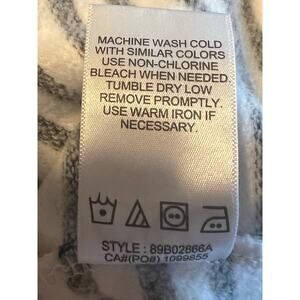 MACHINE WASH COLD
WITH SIMILAR COLORS
USE NON-CHLORINE
BLEACH WHEN NEEDED.
TUMBLE DRY LOW
REMOVE PROMPTLY.
USE WARM IRON IF
NECESSARY.
STYLE : 89B02866A
CA#(PO#) 1099855